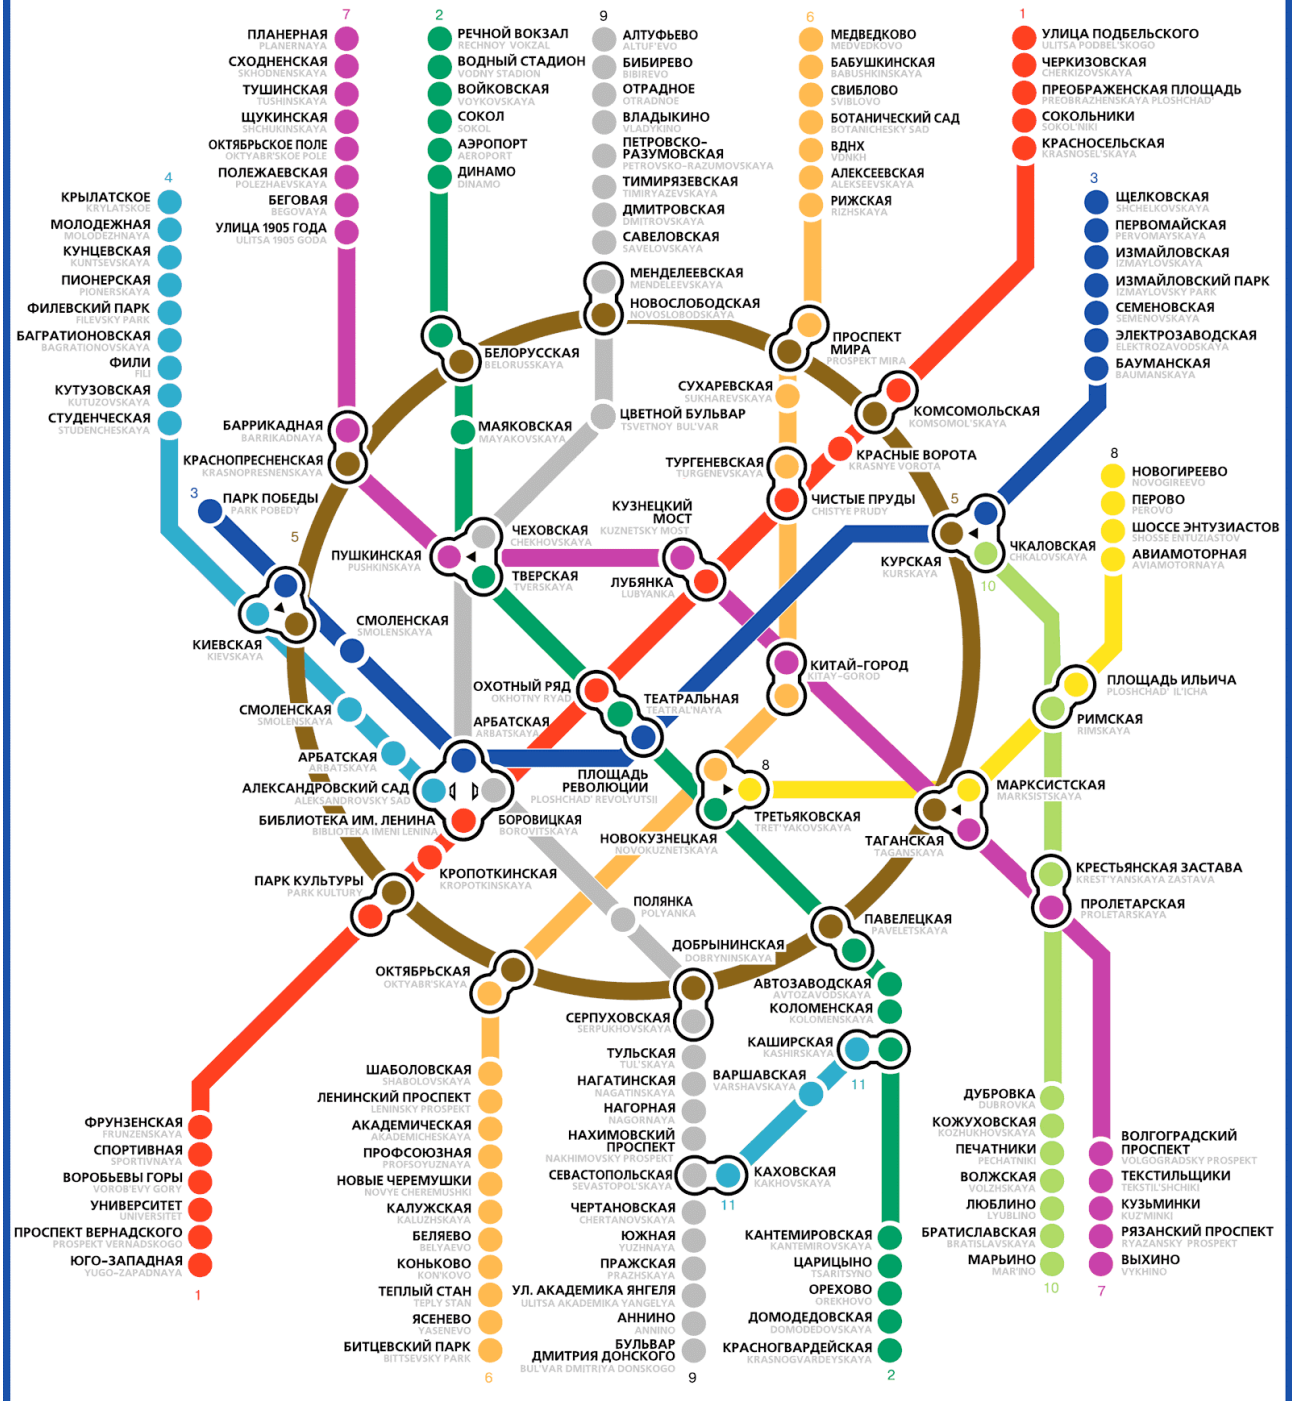 7
ПЛАНЕРНАЯ
PLANERNAYA
СХОДНЕНСКАЯ
SKHODNENSKAYA
ТУШИНСКАЯ
TUSHINSKAYA
ЩУКИНСКАЯ
SHCHUKINSKAYA
ОКТЯБРЬСКОЕ ПОЛЕ
OKTYABR'SKOE POLE
ПОЛЕЖАЕВСКАЯ
POLEZHAEVSKAYA
БЕГОВАЯ
BEGOVAYA
УЛИЦА 1905 ГОДА
ULITSA 1905 GODA
2
РЕЧНОЙ ВОКЗАЛ
RECHNOY VOKZAL
ВОДНЫЙ СТАДИОН
VODNY STADION
ВОЙКОВСКАЯ
VOYKOVSKAYA
СОКОЛ
SOKOL
АЭРОПОРТ
AEROPORT
ДИНАМО
DINAMO
9
АЛТУФЬЕВО
ALTUF'EVO
БИБИРЕВО
BIBIREVO
ОТРАДНОЕ
OTRADNOE
ВЛАДЫКИНО
VLADYKINO
ПЕТРОВСКО-
РАЗУМОВСКАЯ
PETROVSKO-RAZUMOVSKAYA
ТИМИРЯЗЕВСКАЯ
TIMIRYAZEVSKAYA
ДМИТРОВСКАЯ
DMITROVSKAYA
САВЕЛОВСКАЯ
SAVELOVSKAYA
МЕНДЕЛЕЕВСКАЯ
MENDELEEVSKAYA
НОВОСЛОБОДСКАЯ
NOVOSLOBODSKAYA
6
МЕДВЕДКОВО
MEDVEDKOVO
БАБУШКИНСКАЯ
BABUSHKINSKAYA
СВИБЛОВО
SVIBLOVO
БОТАНИЧЕСКИЙ САД
BOTANICHESKY SAD
ВДНХ
VDNKH
АЛЕКСЕЕВСКАЯ
ALEKSEEVSKAYA
РИЖСКАЯ
RIZHSKAYA
1
УЛИЦА ПОДБЕЛЬСКОГО
ULITSA PODBEL'SKOGO
ЧЕРКИЗОВСКАЯ
CHERKIZOVSKAYA
ПРЕОБРАЖЕНСКАЯ ПЛОЩАДЬ
PREOBRAZHENSKAYA PLOSHCHAD'
СОКОЛЬНИКИ
SOKOL'NIKI
КРАСНОСЕЛЬСКАЯ
KRASNOSEL'SKAYA
3
ЩЕЛКОВСКАЯ
SHCHELKOVSKAYA
ПЕРВОМАЙСКАЯ
PERVOMAYSKAYA
ИЗМАЙЛОВСКАЯ
IZMAYLOVSKAYA
ИЗМАЙЛОВСКИЙ ПАРК
IZMAYLOVSKY PARK
СЕМЕНОВСКАЯ
SEMENOVSKAYA
ЭЛЕКТРОЗАВОДСКАЯ
ELEKTROZAVODSKAYA
БАУМАНСКАЯ
BAUMANSKAYA
4
КРЫЛАТСКОЕ
KRYLATSKOE
МОЛОДЕЖНАЯ
MOLODEZHNAYA
КУНЦЕВСКАЯ
KUNTSEVSKAYA
ПИОНЕРСКАЯ
PIONERSKAYA
ФИЛЕВСКИЙ ПАРК
FILEVSKY PARK
БАГРАТИОНОВСКАЯ
BAGRATIONOVSKAYA
ФИЛИ
FILI
КУТУЗОВСКАЯ
KUTUZOVSKAYA
СТУДЕНЧЕСКАЯ
STUDENCHESKAYA
БЕЛОРУССКАЯ
BELORUSSKAYA
ПРОСПЕКТ
МИРА
PROSPEKT MIRA
СУХАРЕВСКАЯ
SUKHAREVSKAYA
КОМСОМОЛЬСКАЯ
KOMSOMOL'SKAYA
БАРРИКАДНАЯ
BARRIKADNAYA
КРАСНОПРЕСНЕНСКАЯ
KRASNOPRESNENSKAYA
МАЯКОВСКАЯ
MAYAKOVSKAYA
ЦВЕТНОЙ БУЛЬВАР
TSVETNOY BUL'VAR
КРАСНЫЕ ВОРОТА
KRASNYE VOROTA
ТУРГЕНЕВСКАЯ
TURGENEVSKAYA
ЧИСТЫЕ ПРУДЫ
CHISTYE PRUDY
8
НОВОГИРЕЕВО
NOVOGIREEVO
ПЕРОВО
PEROVO
ШОССЕ ЭНТУЗИАСТОВ
SHOSSE ENTUZIASTOV
АВИАМОТОРНАЯ
AVIAMOTORNAYA
3
ПАРК ПОБЕДЫ
PARK POBEDY
5
ПУШКИНСКАЯ
PUSHKINSKAYA
ЧЕХОВСКАЯ
CHEKHOVSKAYA
ТВЕРСКАЯ
TVERSKAYA
КУЗНЕЦКИЙ
МОСТ
KUZNETSKY MOST
ЛУБЯНКА
LUBYANKA
5
КУРСКАЯ
KURSKAYA
ЧКАЛОВСКАЯ
CHKALOVSKAYA
10
КИЕВСКАЯ
KIEVSKAYA
СМОЛЕНСКАЯ
SMOLENSKAYA
СМОЛЕНСКАЯ
SMOLENSKAYA
АРБАТСКАЯ
ARBATSKAYA
АРБАТСКАЯ
ARBATSKAYA
ОХОТНЫЙ РЯД
OKHOTNY RYAD
ТЕАТРАЛЬНАЯ
TEATRAL'NAYA
КИТАЙ-ГОРОД
KITAY-GOROD
ПЛОЩАДЬ ИЛЬИЧА
PLOSHCHAD' IL'ICHA
РИМСКАЯ
RIMSKAYA
АЛЕКСАНДРОВСКИЙ САД
ALEKSANDROVSKY SAD
БИБЛИОТЕКА ИМ. ЛЕНИНА
BIBLIOTEKA IMENI LENINA
БОРОВИЦКАЯ
BOROVITSKAYA
ПЛОЩАДЬ
РЕВОЛЮЦИИ
PLOSHCHAD' REVOLYUTSII
8
ТРЕТЬЯКОВСКАЯ
TRET'YAKOVSKAYA
НОВОКУЗНЕЦКАЯ
NOVOKUZNETSKAYA
МАРКСИСТСКАЯ
MARKSISTSKAYA
ТАГАНСКАЯ
TAGANSKAYA
КРОПОТКИНСКАЯ
KROPOTKINSKAYA
ПАРК КУЛЬТУРЫ
PARK KULTURY
ПОЛЯНКА
POLYANKA
КРЕСТЬЯНСКАЯ ЗАСТАВА
KREST'YANSKAYA ZASTAVA
ПРОЛЕТАРСКАЯ
PROLETARSKAYA
ПАВЕЛЕЦКАЯ
PAVELETSKAYA
ДОБРЫНИНСКАЯ
DOBRYNINSKAYA
ОКТЯБРЬСКАЯ
OKTYABR'SKAYA
СЕРПУХОВСКАЯ
SERPUKHOVSKAYA
АВТОЗАВОДСКАЯ
AVTOZAVODSKAYA
КОЛОМЕНСКАЯ
KOLOMENSKAYA
КАШИРСКАЯ
KASHIRSKAYA
11
ВАРШАВСКАЯ
VARSHAVSKAYA
КАХОВСКАЯ
KAKHOVSKAYA
11
ФРУНЗЕНСКАЯ
FRUNZENSKAYA
СПОРТИВНАЯ
SPORTIVNAYA
ВОРОБЬЕВЫ ГОРЫ
VOROB'EVY GORY
УНИВЕРСИТЕТ
UNIVERSITET
ПРОСПЕКТ ВЕРНАДСКОГО
PROSPEKT VERNADSKOGO
ЮГО-ЗАПАДНАЯ
YUGO-ZAPADNAYA
1
ШАБОЛОВСКАЯ
SHABOLOVSKAYA
ЛЕНИНСКИЙ ПРОСПЕКТ
LENINSKY PROSPEKT
АКАДЕМИЧЕСКАЯ
AKADEMICHESKAYA
ПРОФСОЮЗНАЯ
PROFSOYUZNAYA
НОВЫЕ ЧЕРЕМУШКИ
NOVYE CHEREMUSHKI
КАЛУЖСКАЯ
KALUZHSKAYA
БЕЛЯЕВО
BELYAEVO
КОНЬКОВО
KON'KOVO
ТЕПЛЫЙ СТАН
TEPLY STAN
ЯСЕНЕВО
YASENEVO
БИТЦЕВСКИЙ ПАРК
BITTSEVSKY PARK
6
ТУЛЬСКАЯ
TUL'SKAYA
НАГАТИНСКАЯ
NAGATINSKAYA
НАГОРНАЯ
NAGORNAYA
НАХИМОВСКИЙ
ПРОСПЕКТ
NAKHIMOVSKY PROSPEKT
СЕВАСТОПОЛЬСКАЯ
SEVASTOPOL'SKAYA
ЧЕРТАНОВСКАЯ
CHERTANOVSKAYA
ЮЖНАЯ
YUZHNAYA
ПРАЖСКАЯ
PRAZHSKAYA
УЛ. АКАДЕМИКА ЯНГЕЛЯ
ULITSA AKADEMIKA YANGELYA
АННИНО
ANNINO
БУЛЬВАР
ДМИТРИЯ ДОНСКОГО
BUL'VAR DMITRIYA DONSKOGO
9
КАНТЕМИРОВСКАЯ
KANTEMIROVSKAYA
ЦАРИЦЫНО
TSARITSYNO
ОРЕХОВО
OREKHOVO
ДОМОДЕДОВСКАЯ
DOMODEDOVSKAYA
КРАСНОГВАРДЕЙСКАЯ
KRASNOGVARDEYSKAYA
2
ДУБРОВКА
DUBROVKA
КОЖУХОВСКАЯ
KOZHUKHOVSKAYA
ПЕЧАТНИКИ
PECHATNIKI
ВОЛЖСКАЯ
VOLZHSKAYA
ЛЮБЛИНО
LYUBLINO
БРАТИСЛАВСКАЯ
BRATISLAVSKAYA
МАРЬИНО
MAR'INO
10
ВОЛГОГРАДСКИЙ
ПРОСПЕКТ
VOLGOGRADSKY PROSPEKT
ТЕКСТИЛЬЩИКИ
TEKSTIL'SHCHIKI
КУЗЬМИНКИ
KUZ'MINKI
РЯЗАНСКИЙ ПРОСПЕКТ
RYAZANSKY PROSPEKT
ВЫХИНО
VYKHINO
7